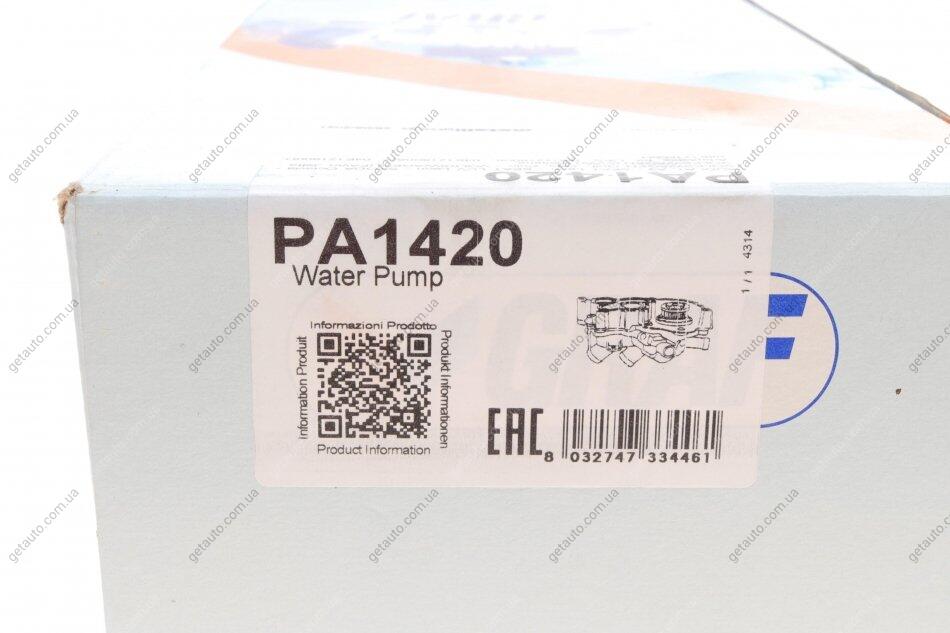 PA1420
PA1420
Water Pump
1 / 1 4314
Informazioni Prodotto
Information Produit
Produkt Informationen
Product Information
EAC
8 032747 334461
F
getauto.com.ua